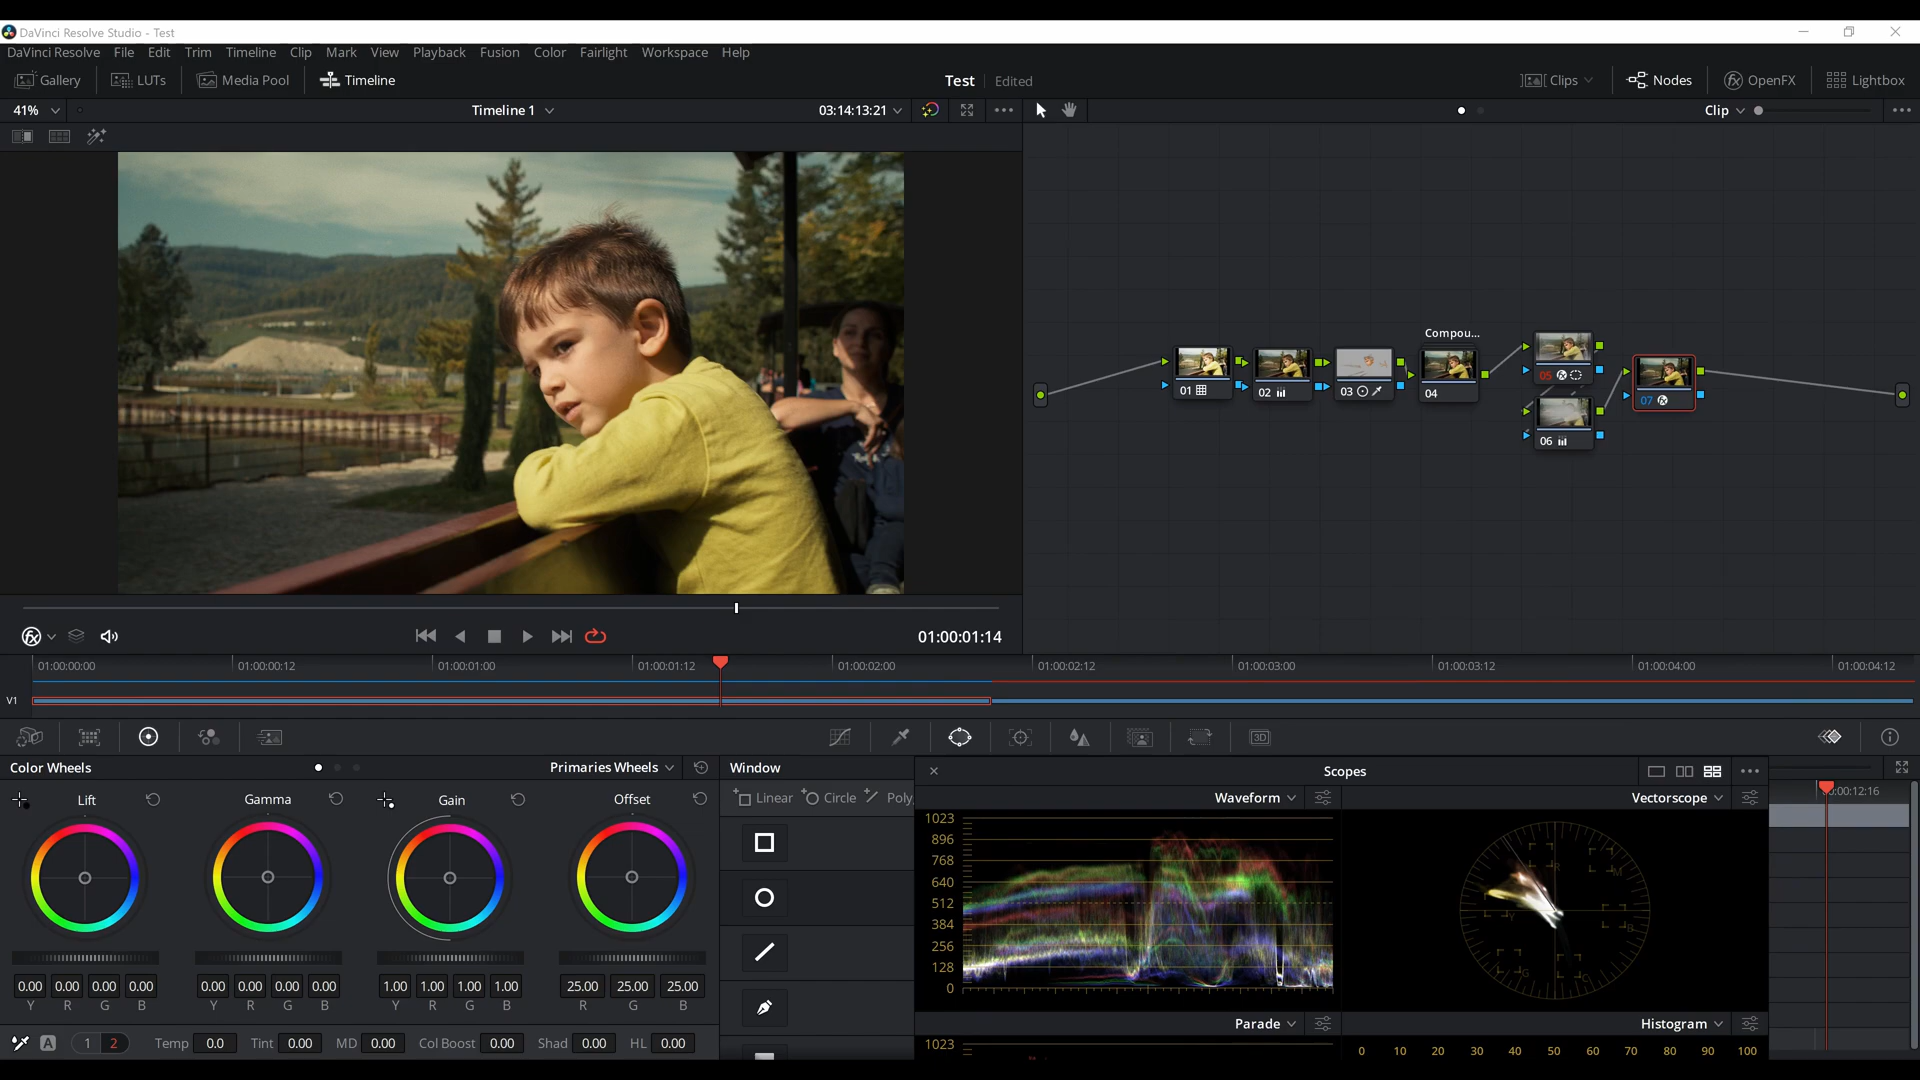 DaVinci Resolve Studio - Test
DaVinci Resolve File Edit Trim Timeline Clip Mark View Playback Fusion Color Fairlight Workspace Help
Gallery LUTs Media Pool Timeline Test Edited Clips Nodes OpenFX Lightbox
41% Timeline 1 03:14:13:21 Clip
Compou...
01 02 03 04 05 06 07
01:00:01:14
01:00:00:00 01:00:00:12 01:00:01:00 01:00:01:12 01:00:02:00 01:00:02:12 01:00:03:00 01:00:03:12 01:00:04:00 01:00:04:12
V1
3D
Color Wheels Primaries Wheels Window Scopes
Lift Gamma Gain Offset Linear Circle Poly Waveform Vectorscope :00:12:16
1023
896
768
640
512
384
256
128
0
R
M
B
C
G
Y
0.00 0.00 0.00 0.00 0.00 0.00 0.00 0.00 1.00 1.00 1.00 1.00 25.00 25.00 25.00
Y R G B Y R G B Y R G B R G B
Parade Histogram
A 1 2 Temp 0.0 Tint 0.00 MD 0.00 Col Boost 0.00 Shad 0.00 HL 0.00
1023 0 10 20 30 40 50 60 70 80 90 100